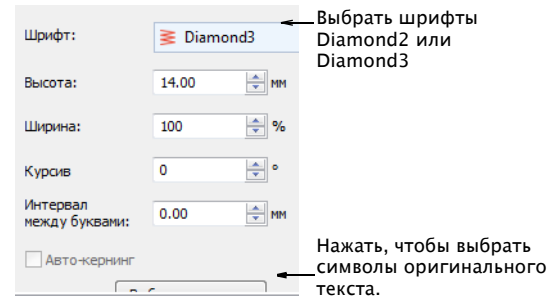 Выбрать шрифты
Diamond2 или
Diamond3
Шрифт: Diamond3
Высота: 14.00 мм
Ширина: 100 %
Курсив 0 °
Интервал
между буквами: 0.00 мм
Авто-кернинг
Нажать, чтобы выбрать
символы оригинального
текста.